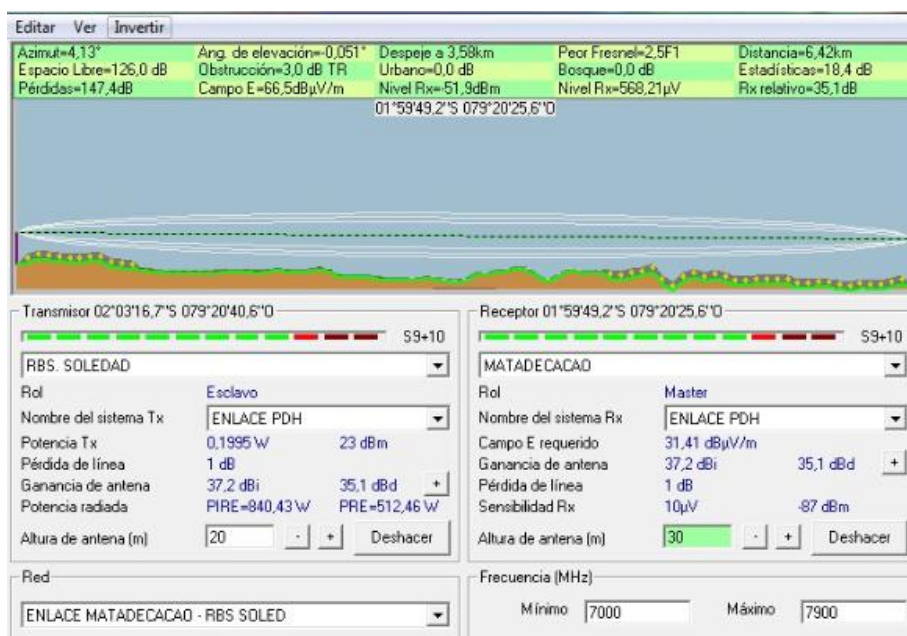 Editar Ver Invertir
Azimut=4,13° Ang. de elevación=-0,051° Despeje a 3,58km Peor Fresnel=2,5F1 Distancia=6,42km
Espacio Libre=126,0 dB Obstrucción=3,0 dB TR Urbano=0,0 dB Bosque=0,0 dB Estadísticas=18,4 dB
Pérdidas=147,4dB Campo E=66,5dBµV/m Nivel Rx=-51,9dBm Nivel Rx=568,21µV Rx relativo=35,1dB
01°59'49,2"S 079°20'25,6"O
Transmisor 02°03'16,7"S 079°20'40,6"O
S9+10
RBS. SOLEDAD
Rol Esclavo
Nombre del sistema Tx ENLACE PDH
Potencia Tx 0,1995 W 23 dBm
Pérdida de línea 1 dB
Ganancia de antena 37,2 dBi 35,1 dBd +
Potencia radiada PIRE=840,43 W PRE=512,46 W
Altura de antena (m) 20 - + Deshacer
Red
ENLACE MATADECACAO - RBS SOLED
Receptor 01°59'49,2"S 079°20'25,6"O
S9+10
MATADECACAO
Rol Master
Nombre del sistema Rx ENLACE PDH
Campo E requerido 31,41 dBµV/m
Ganancia de antena 37,2 dBi 35,1 dBd +
Pérdida de línea 1 dB
Sensibilidad Rx 10µV -87 dBm
Altura de antena (m) 30 - + Deshacer
Frecuencia (MHz)
Mínimo 7000 Máximo 7900